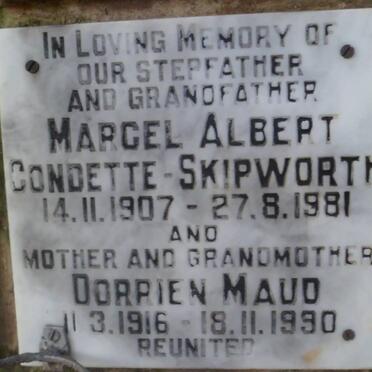 IN LOVING MEMORY OF
OUR STEPFATHER
AND GRANDFATHER
MARCEL ALBERT
CONDETTE-SKIPWORTH
14.11.1907 - 27.8.1981
AND
MOTHER AND GRANDMOTHER
DORRIEN MAUD
11 3.1916 - 18.11.1990
REUNITED